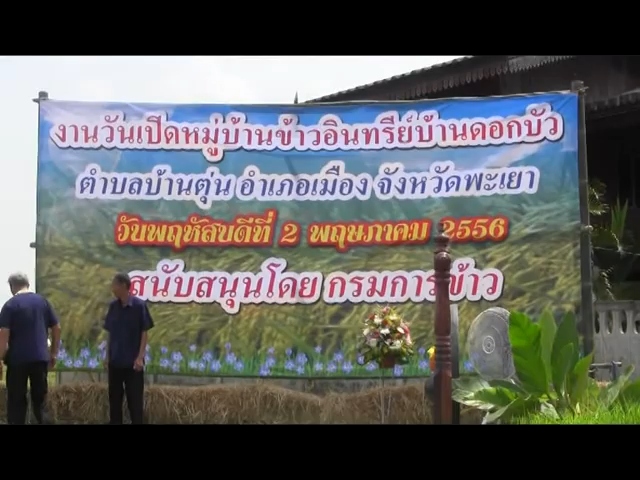 งานวันเปิดหมู่บ้านข้าวอินทรีย์บ้านดอกบัว
ตำบลบ้านตุ่น อำเภอเมือง จังหวัดพะเยา
วันพฤหัสบดีที่ 2 พฤษภาคม 2556
สนับสนุนโดย กรมการข้าว